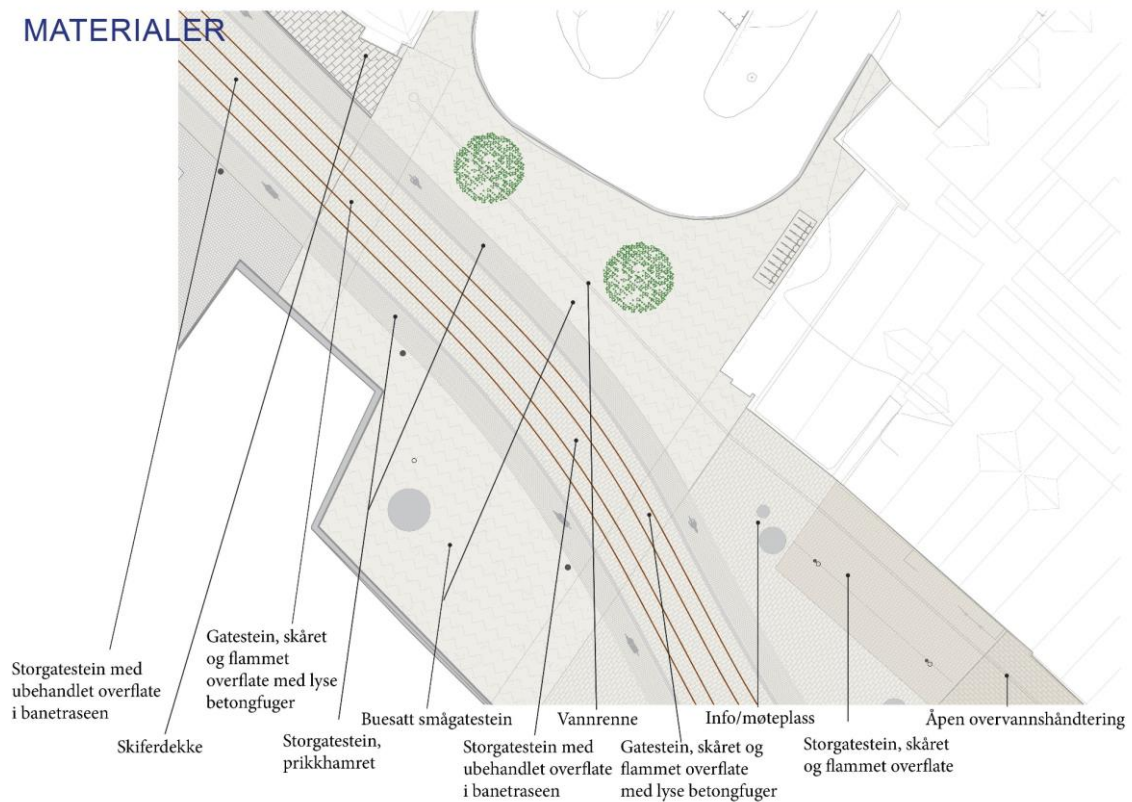 MATERIALER
Storgatestein med
ubehandlet overflate
i banetraseen
Skiferdekke
Gatestein, skåret
og flammet
overflate med lyse
betongfuger
Storgatestein,
prikkhamret
Buesatt smågatestein
Storgatestein med
ubehandlet overflate
i banetraseen
Vannrenne
Gatestein, skåret og
flammet overflate
med lyse betongfuger
Info/møteplass
Storgatestein, skåret
og flammet overflate
Åpen overvannshåndtering